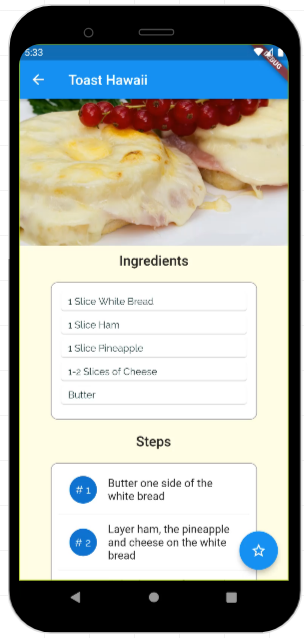 5:33
DEBUG
Toast Hawaii
Ingredients
1 Slice White Bread
1 Slice Ham
1 Slice Pineapple
1-2 Slices of Cheese
Butter
Steps
# 1
Butter one side of the
white bread
# 2
Layer ham, the pineapple
and cheese on the white
bread